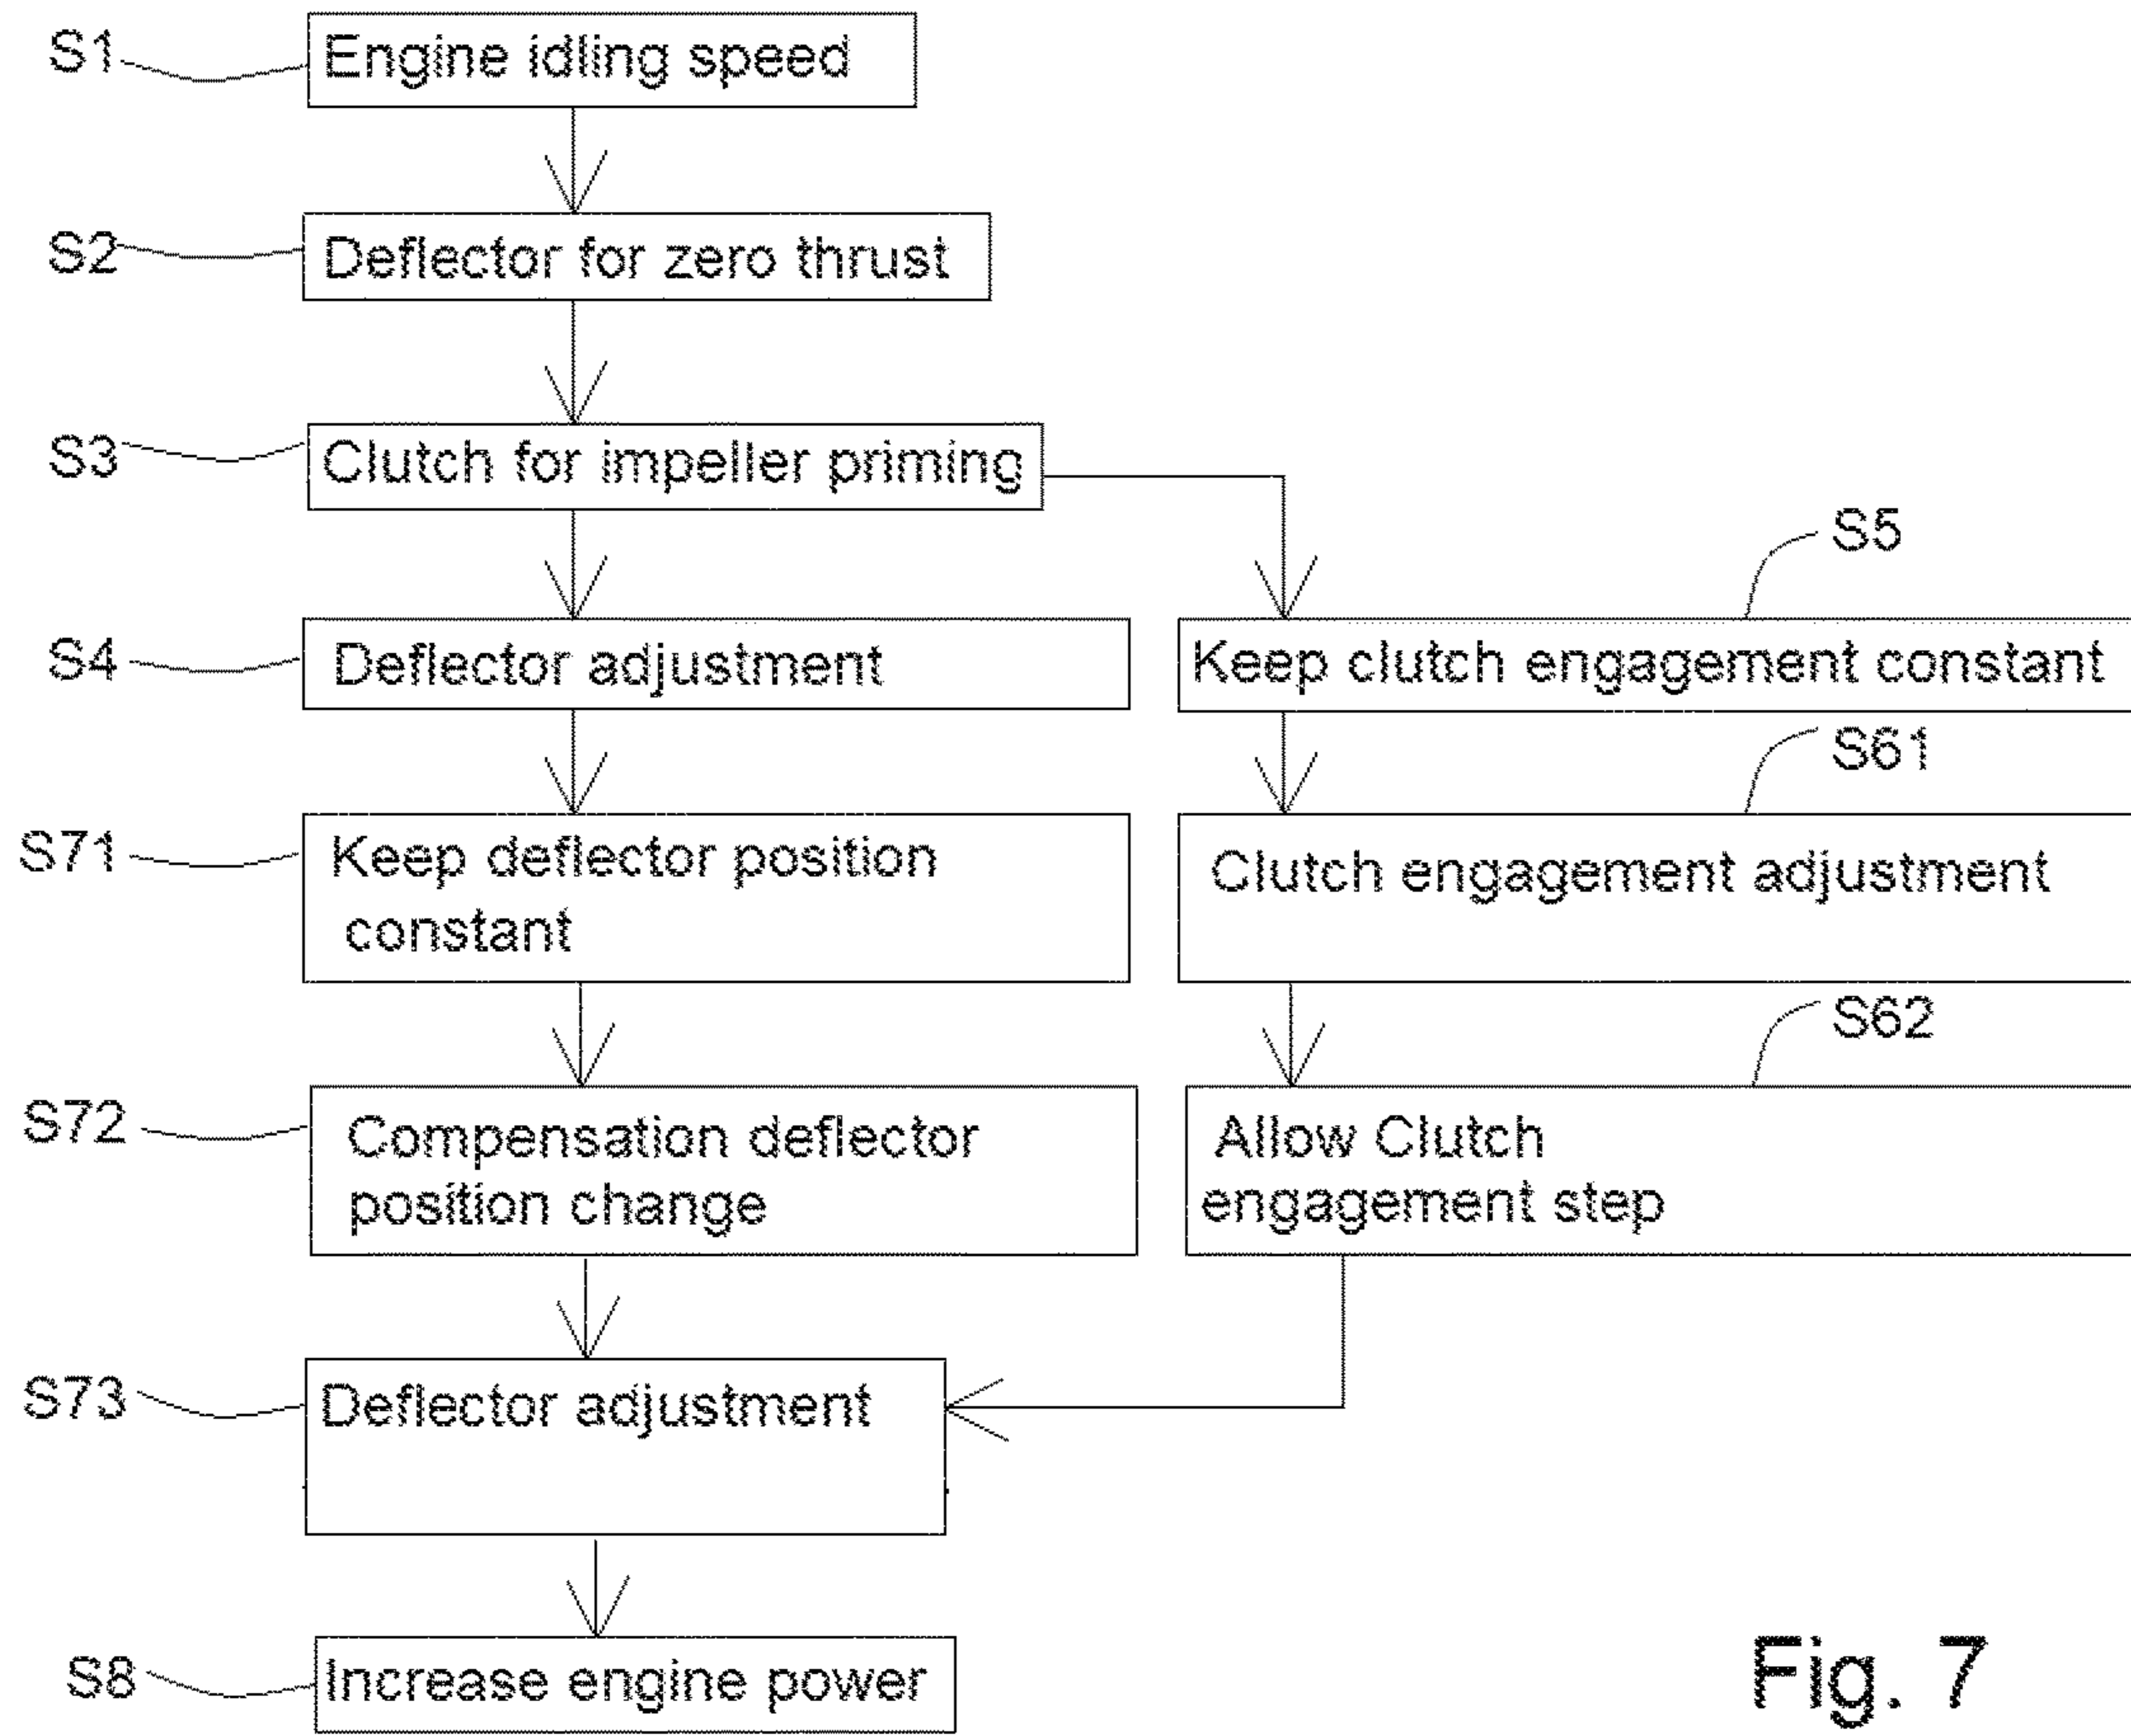 S1
Engine idling speed
S2
Deflector for zero thrust
S3
Clutch for impeller priming
S5
S4
Deflector adjustment
Keep clutch engagement constant
S61
S71
Keep deflector position
constant
Clutch engagement adjustment
S62
S72
Compensation deflector
position change
Allow Clutch
engagement step
S73
Deflector adjustment
S8
Increase engine power
Fig. 7